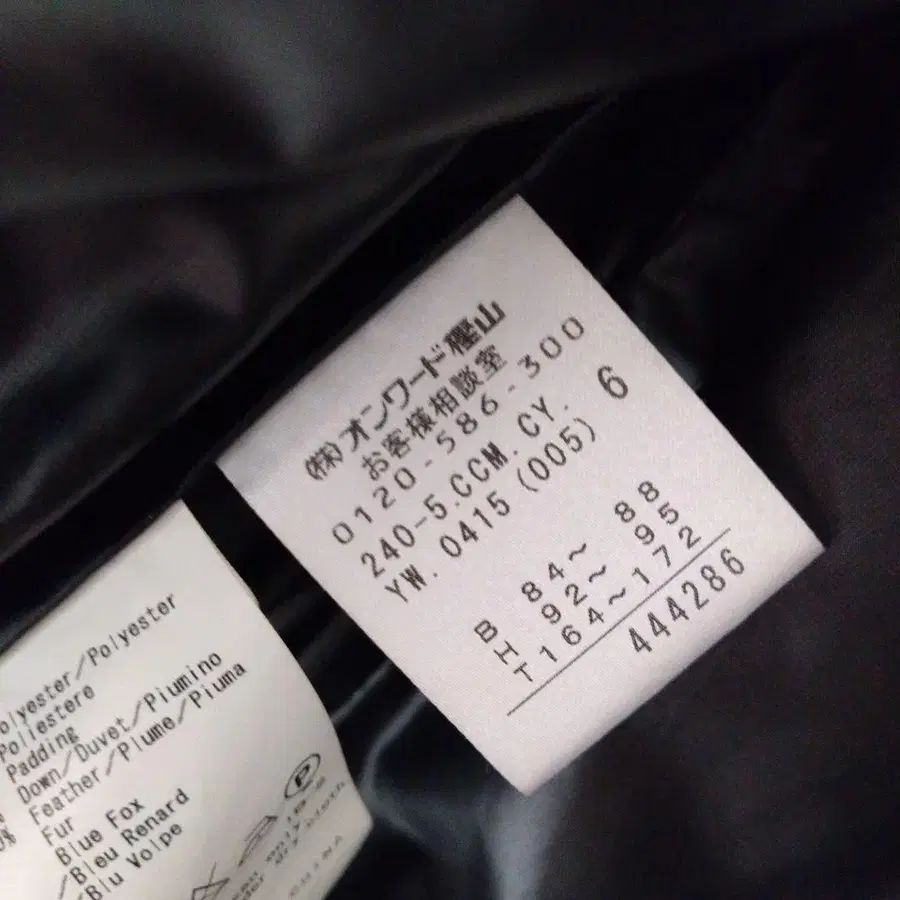 ㈱オンワード樫山
お客様相談室
0120-586-300
240-5.CCM.CY. 6
YW. 0415 (005)
B 84~ 88
H 92~ 95
T164~172
444286
olyester/Polyester
Poliestere
Padding
Down/Duvet/Piumino
Feather/Plume/Piuma
Fur
Blue Fox
/Bleu Renard
/Blu Volpe
P